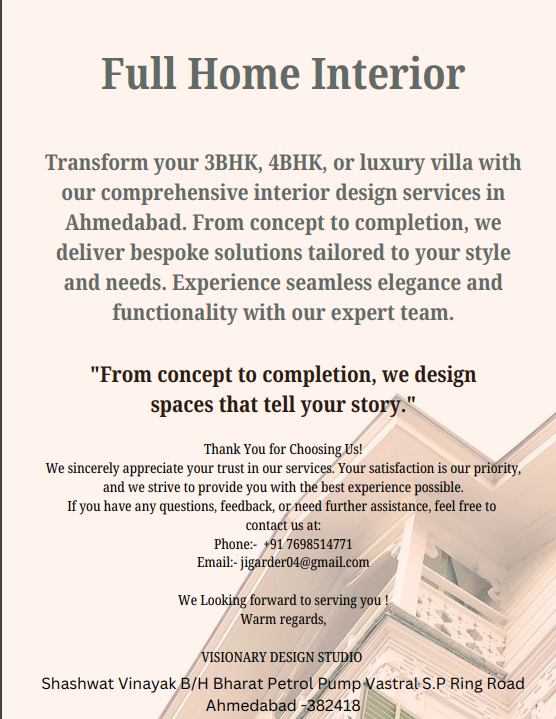 Full Home Interior
Transform your 3BHK, 4BHK, or luxury villa with
our comprehensive interior design services in
Ahmedabad. From concept to completion, we
deliver bespoke solutions tailored to your style
and needs. Experience seamless elegance and
functionality with our expert team.
"From concept to completion, we design
spaces that tell your story."
Thank You for Choosing Us!
We sincerely appreciate your trust in our services. Your satisfaction is our priority,
and we strive to provide you with the best experience possible.
If you have any questions, feedback, or need further assistance, feel free to
contact us at:
Phone:- +91 7698514771
Email:- jigarder04@gmail.com
We Looking forward to serving you !
Warm regards,
VISIONARY DESIGN STUDIO
Shashwat Vinayak B/H Bharat Petrol Pump Vastral S.P Ring Road
Ahmedabad -382418